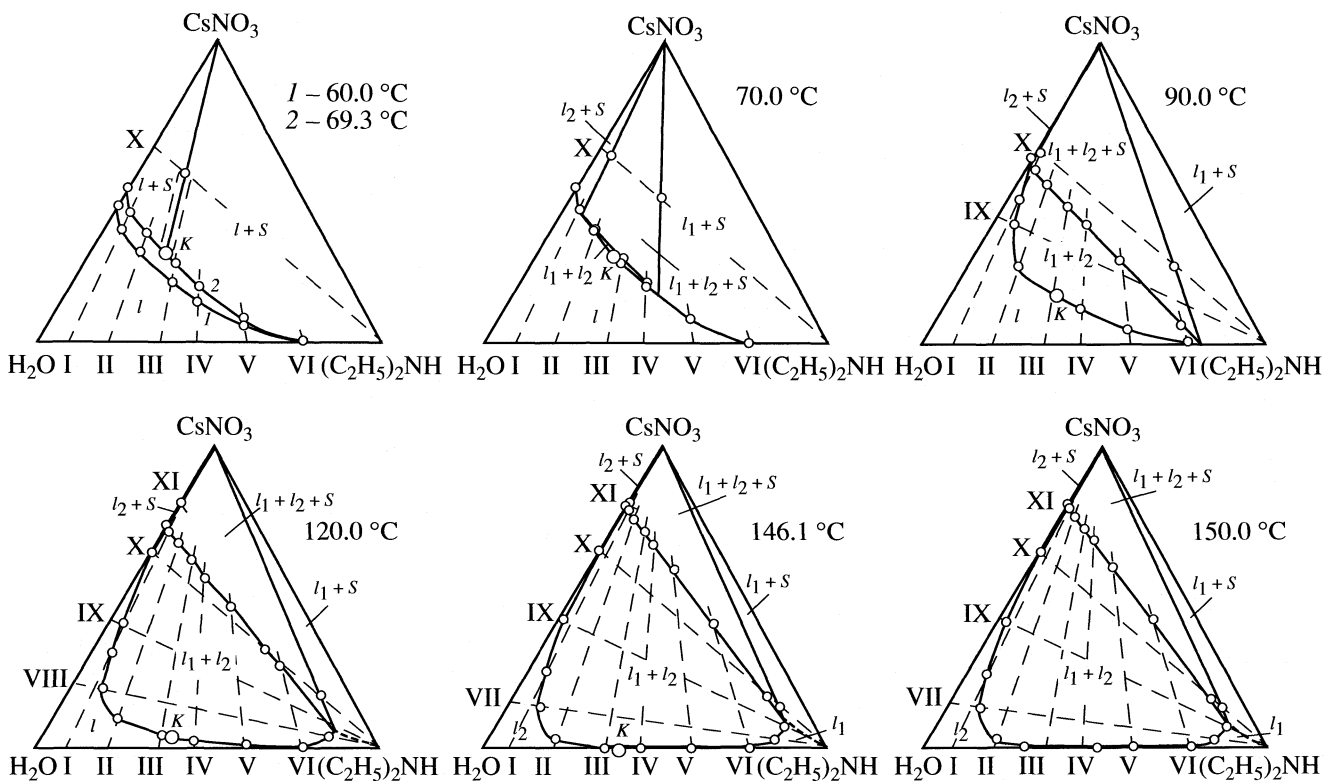 CsNO₃
1 – 60.0 °C
2 – 69.3 °C
X
l + S
l + S
K
2
l
l
H₂O I II III IV V VI (C₂H₅)₂NH
CsNO₃
70.0 °C
l₂ + S
X
l₁ + S
l₁ + l₂ K
l₁ + l₂ + S
l
H₂O I II III IV V VI (C₂H₅)₂NH
CsNO₃
90.0 °C
l₂ + S
X
l₁ + l₂ + S
l₁ + S
IX
l₁ + l₂
K
l
H₂O I II III IV V VI (C₂H₅)₂NH
CsNO₃
XI
l₂ + S
l₁ + l₂ + S
120.0 °C
X
l₁ + S
IX
l₁ + l₂
VIII
l
K
H₂O I II III IV V VI (C₂H₅)₂NH
CsNO₃
l₂ + S
l₁ + l₂ + S
XI
146.1 °C
X
l₁ + S
IX
l₁ + l₂
VII
l₂
K
l₁
H₂O I II III IV V VI (C₂H₅)₂NH
CsNO₃
l₂ + S
l₁ + l₂ + S
XI
150.0 °C
X
l₁ + S
IX
l₁ + l₂
VII
l₂
l₁
H₂O I II III IV V VI (C₂H₅)₂NH